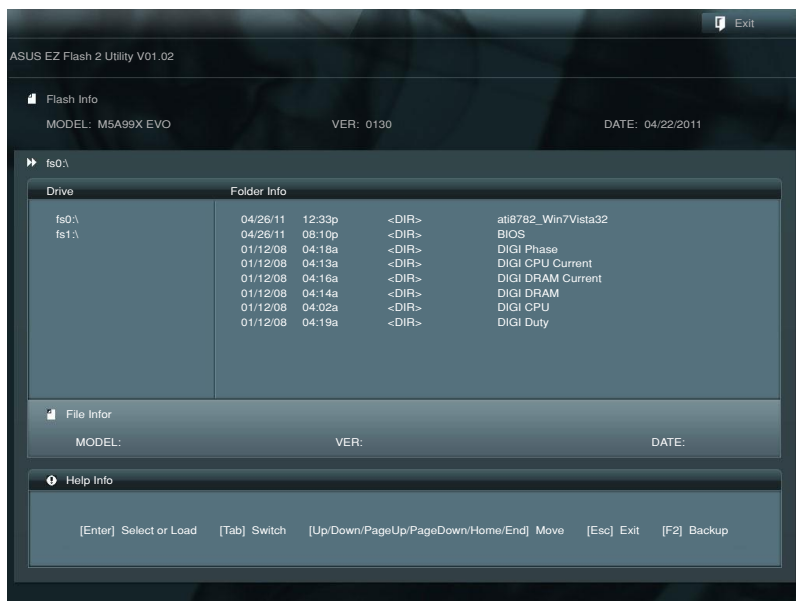 Exit
ASUS EZ Flash 2 Utility V01.02
Flash Info
MODEL: M5A99X EVO VER: 0130 DATE: 04/22/2011
fs0:\
Drive Folder Info
fs0:\ 04/26/11 12:33p <DIR> ati8782_Win7Vista32
fs1:\ 04/26/11 08:10p <DIR> BIOS
01/12/08 04:18a <DIR> DIGI Phase
01/12/08 04:13a <DIR> DIGI CPU Current
01/12/08 04:16a <DIR> DIGI DRAM Current
01/12/08 04:14a <DIR> DIGI DRAM
01/12/08 04:02a <DIR> DIGI CPU
01/12/08 04:19a <DIR> DIGI Duty
File Infor
MODEL: VER: DATE:
Help Info
[Enter] Select or Load [Tab] Switch [Up/Down/PageUp/PageDown/Home/End] Move [Esc] Exit [F2] Backup